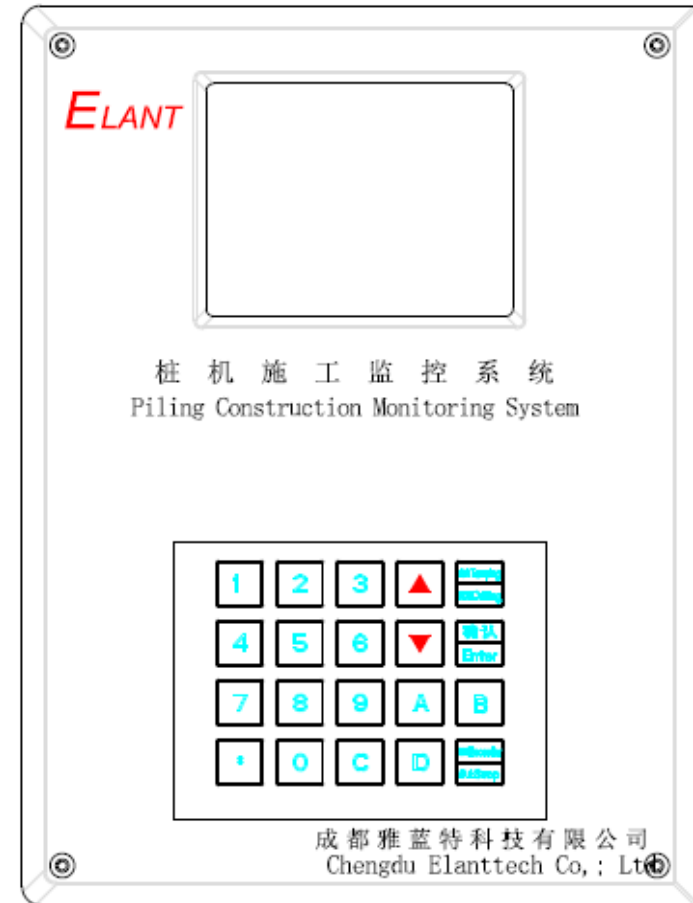 ELANT
桩机施工监控系统
Piling Construction Monitoring System
1 2 3
4 5 6 确认
Enter
7 8 9 A B
0 C D
成都雅蓝特科技有限公司
Chengdu Elanttech Co,: Ltd